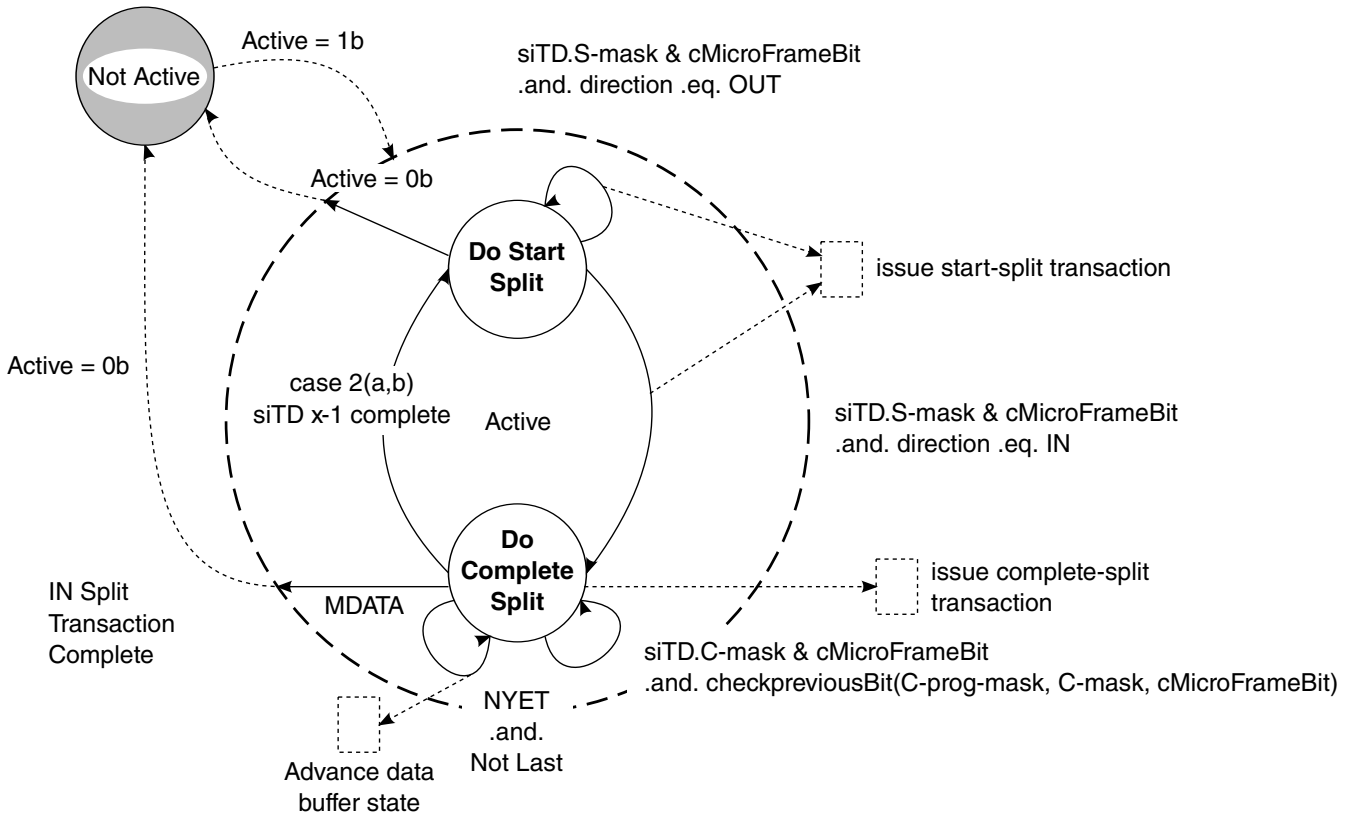 Active = 1b
Not Active
siTD.S-mask & cMicroFrameBit
.and. direction .eq. OUT
Active = 0b
Do Start
Split
issue start-split transaction
Active = 0b
case 2(a,b)
siTD x-1 complete
Active
siTD.S-mask & cMicroFrameBit
.and. direction .eq. IN
Do
Complete
Split
issue complete-split
transaction
IN Split
Transaction
Complete
MDATA
siTD.C-mask & cMicroFrameBit
.and. checkpreviousBit(C-prog-mask, C-mask, cMicroFrameBit)
NYET
.and.
Not Last
Advance data
buffer state